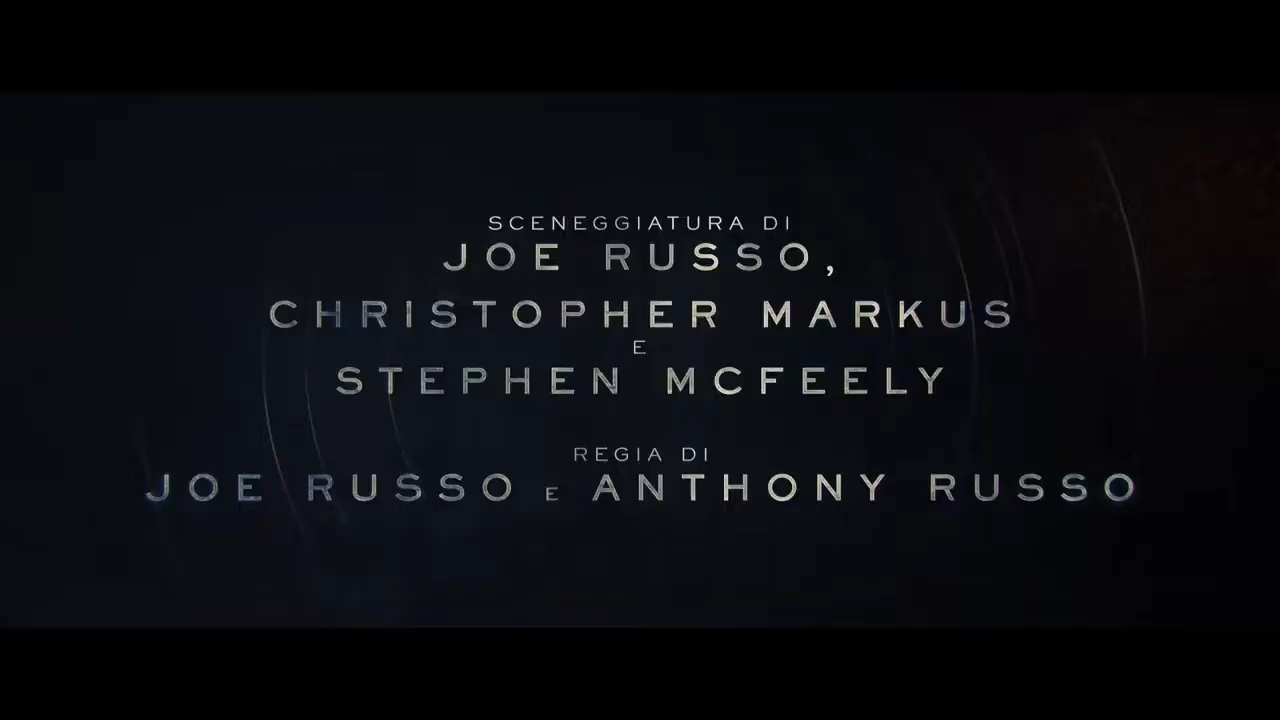 SCENEGGIATURA DI
JOE RUSSO,
CHRISTOPHER MARKUS
E
STEPHEN MCFEELY
REGIA DI
JOE RUSSO E ANTHONY RUSSO